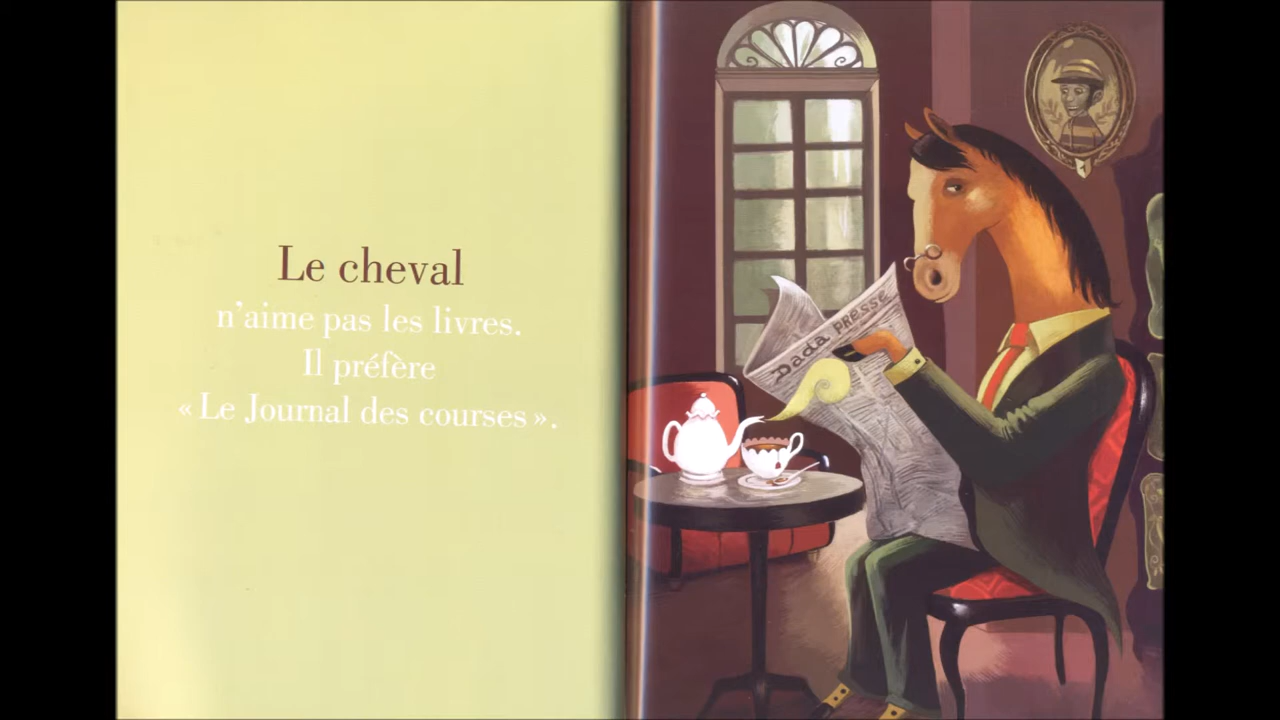 Le cheval
n'aime pas les livres.
Il préfère
« Le Journal des courses ».
Dada PRESSE